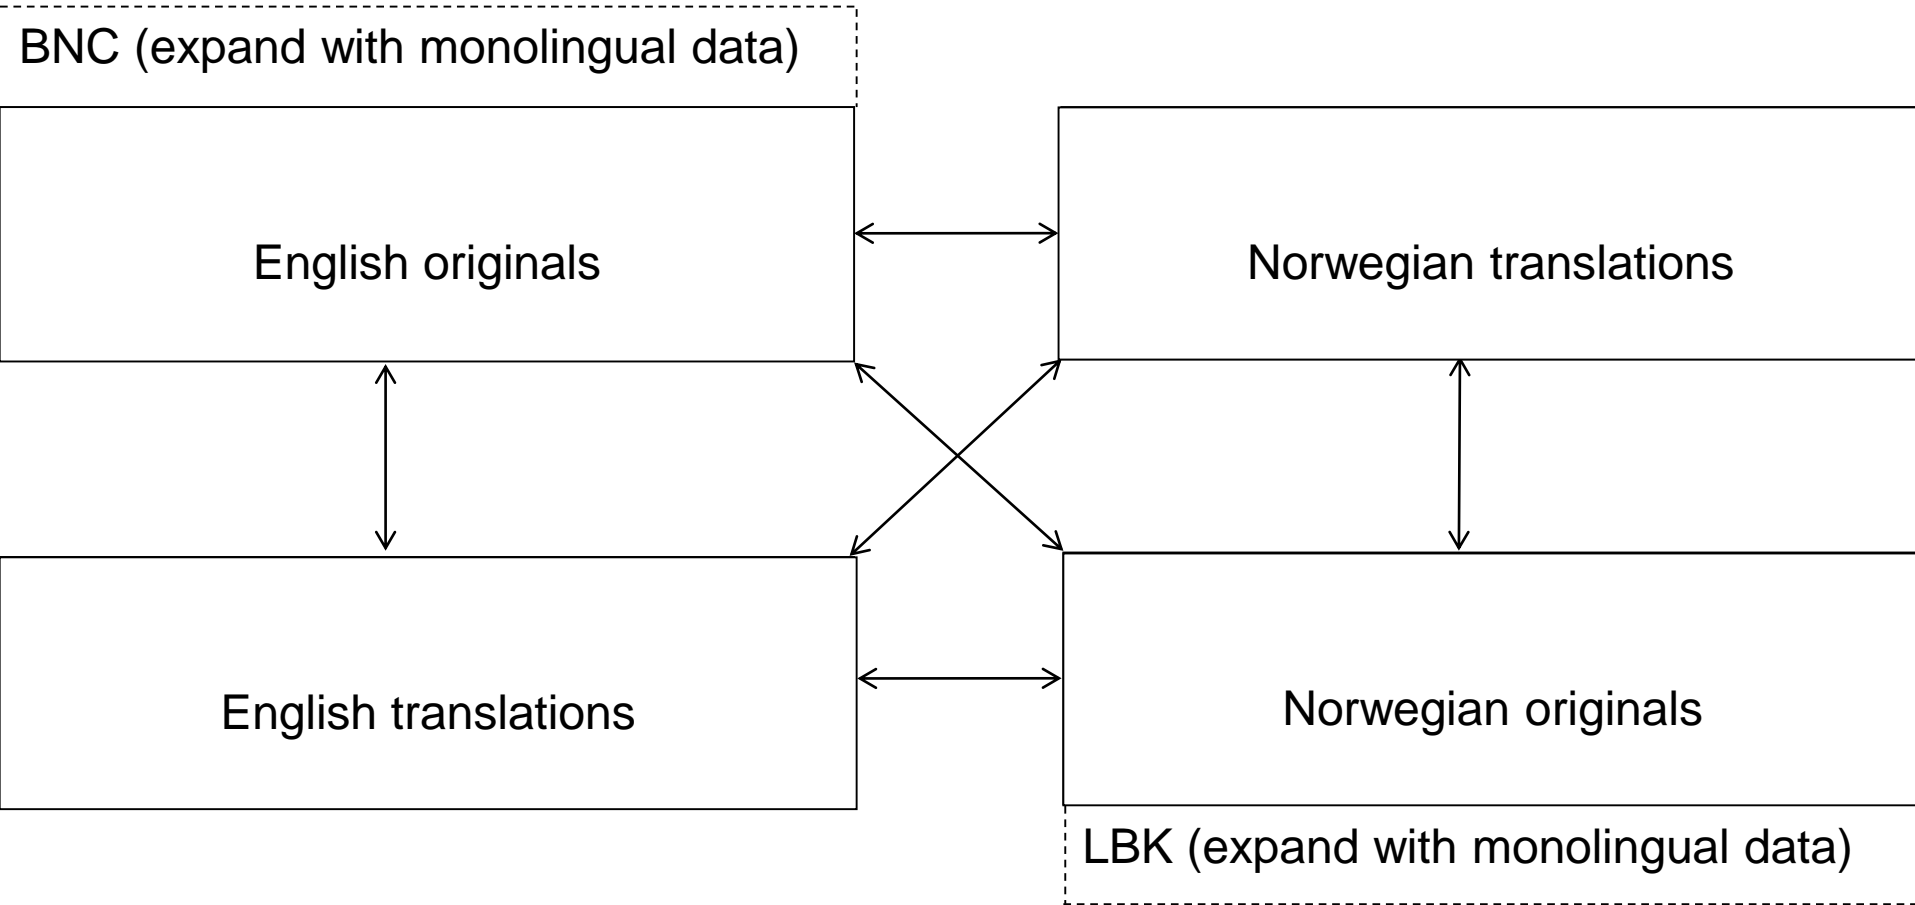 BNC (expand with monolingual data)
English originals
Norwegian translations
English translations
Norwegian originals
LBK (expand with monolingual data)